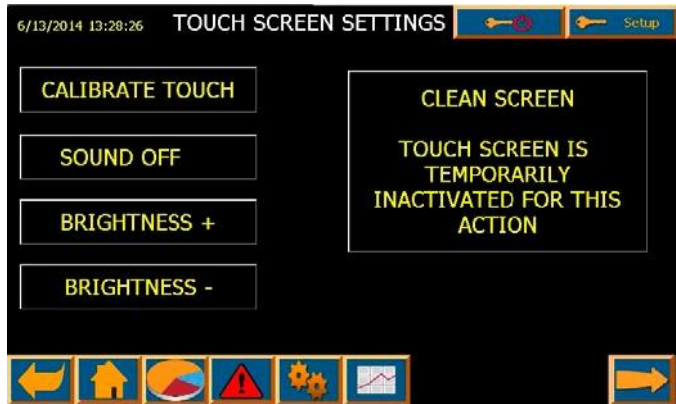 6/13/2014 13:28:26 TOUCH SCREEN SETTINGS Setup
CALIBRATE TOUCH
SOUND OFF
BRIGHTNESS +
BRIGHTNESS -
CLEAN SCREEN
TOUCH SCREEN IS
TEMPORARILY
INACTIVATED FOR THIS
ACTION